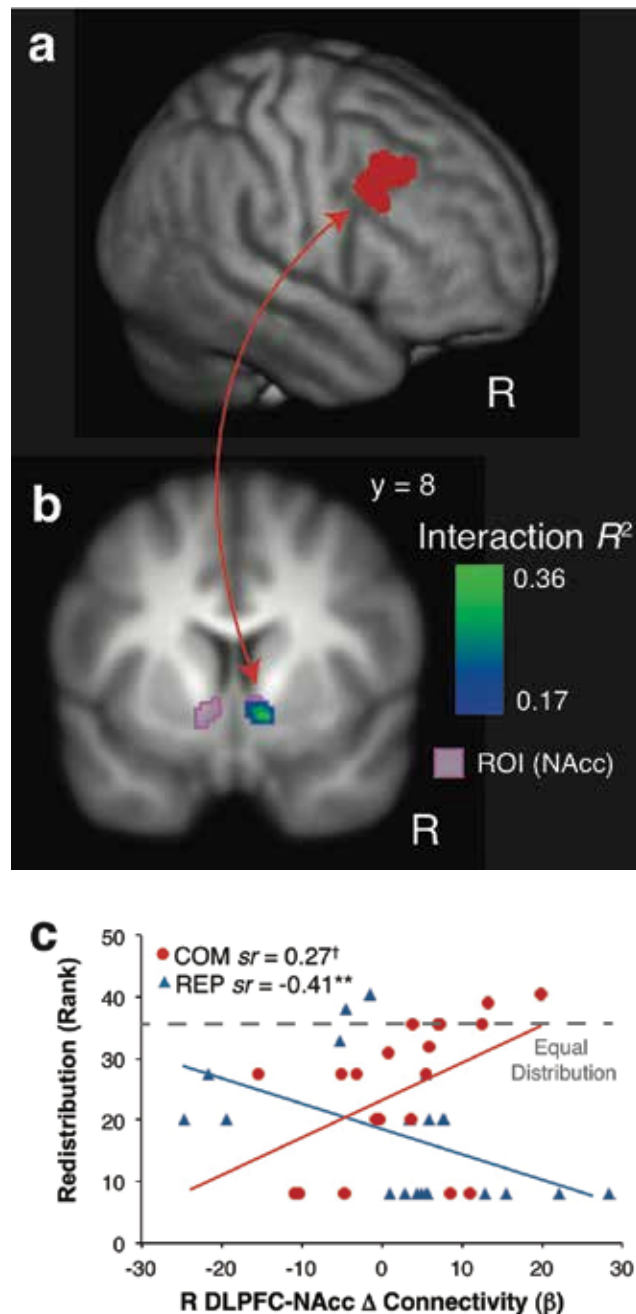 a
R
b
y = 8
Interaction R²
0.36
0.17
ROI (NAcc)
R
c
50
COM sr = 0.27†
REP sr = -0.41**
40
30
Equal
Distribution
20
10
0
Redistribution (Rank)
-30 -20 -10 0 10 20 30
R DLPFC-NAcc Δ Connectivity (β)